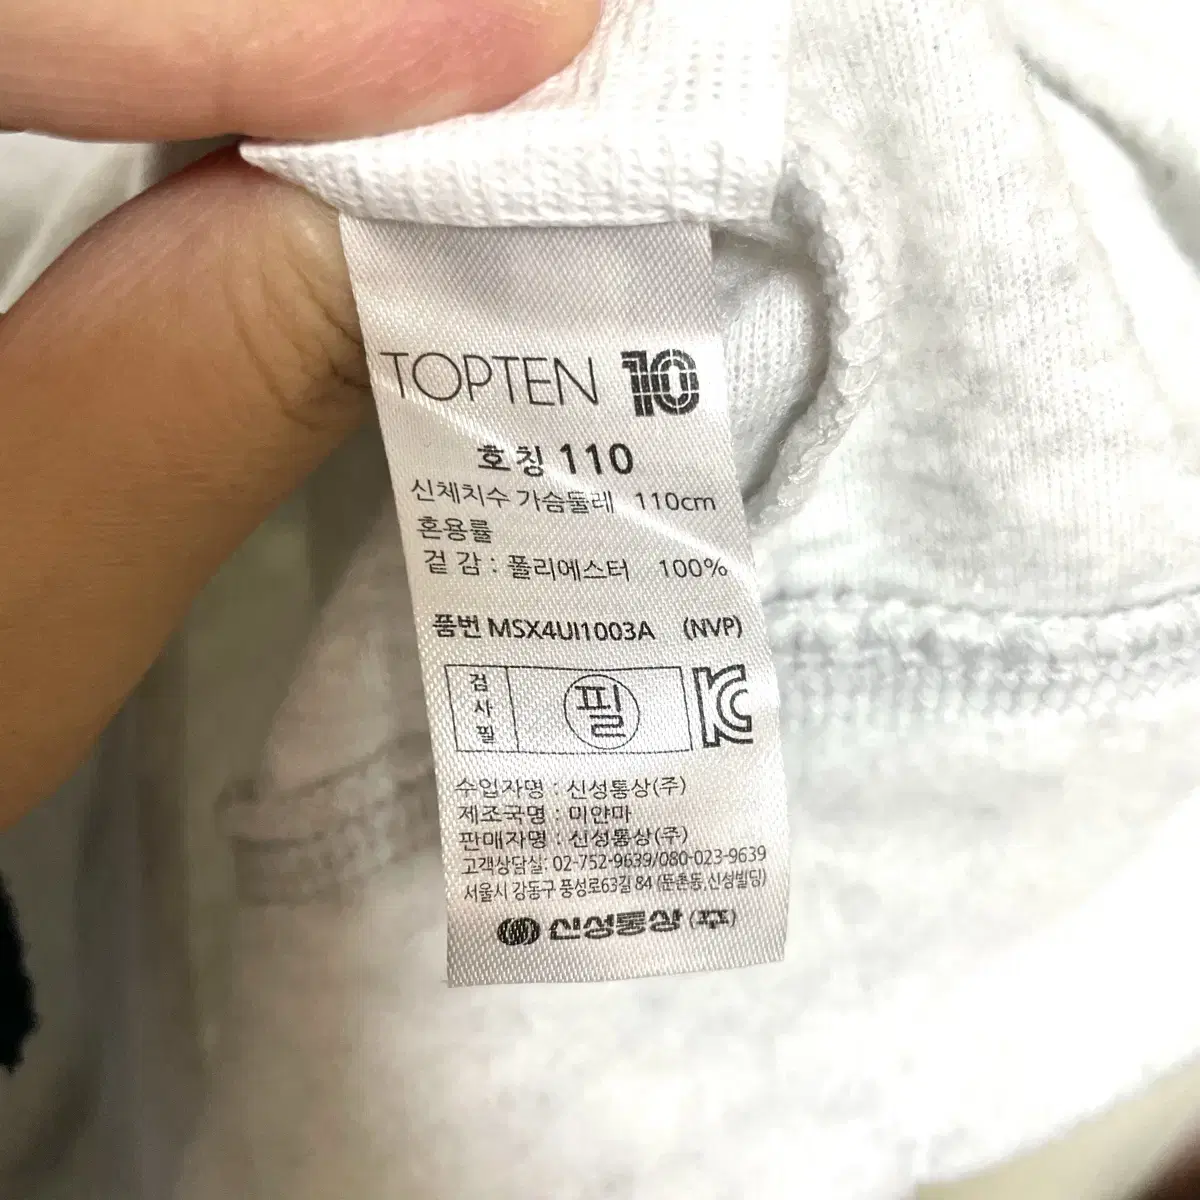 TOPTEN 10
호칭 110
신체치수 가슴둘레 110cm
혼용률
겉감 : 폴리에스터 100%
품번 MSX4UI1003A (NVP)
검사필 필 KC
수업자명 : 신성통상(주)
제조국명 : 미얀마
판매자명 : 신성통상(주)
고객상담실: 02-752-9639/080-023-9639
서울시 강동구 풍성로63길 84 (둔촌동,신성빌딩)
신성통상(주)